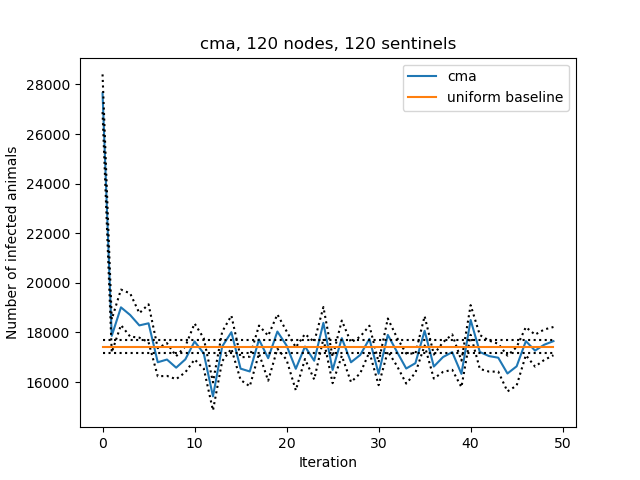 cma, 120 nodes, 120 sentinels
cma
uniform baseline
Number of infected animals
28000
26000
24000
22000
20000
18000
16000
0 10 20 30 40 50
Iteration